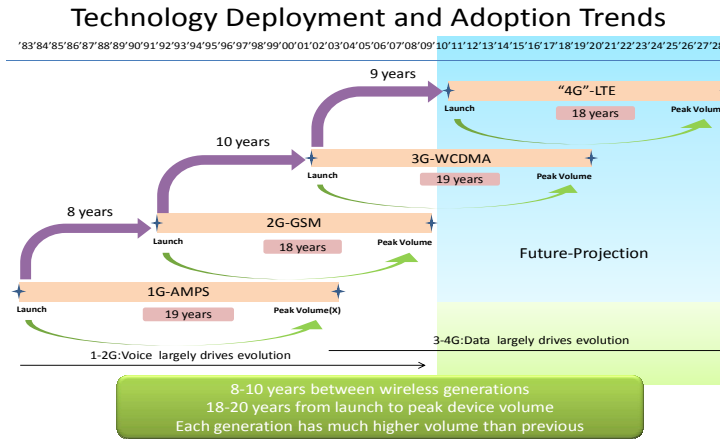 Technology Deployment and Adoption Trends
'83'84'85'86'87'88'89'90'91'92'93'94'95'96'97'98'99'00'01'02'03'04'05'06'07'08'09'10'11'12'13'14'15'16'17'18'19'20'21'22'23'24'25'26'27'28
9 years
"4G"-LTE
Launch
18 years
Peak Volum
10 years
3G-WCDMA
Launch
19 years
Peak Volume
8 years
2G-GSM
Launch
18 years
Peak Volume
Future-Projection
1G-AMPS
Launch
19 years
Peak Volume(X)
3-4G:Data largely drives evolution
1-2G:Voice largely drives evolution
8-10 years between wireless generations
18-20 years from launch to peak device volume
Each generation has much higher volume than previous